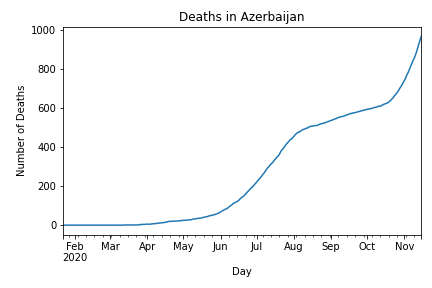 Deaths in Azerbaijan
1000
800
600
400
200
0
Number of Deaths
Feb Mar Apr May Jun Jul Aug Sep Oct Nov
2020
Day